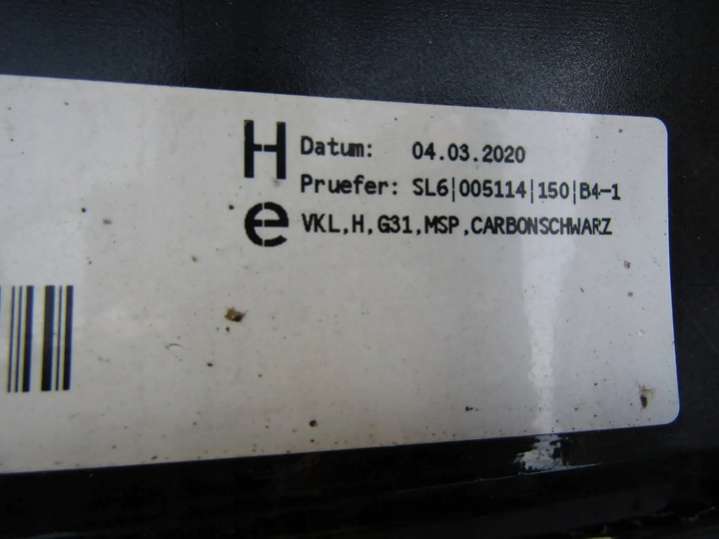 H Datum: 04.03.2020
Pruefer: SL6|005114|150|B4-1
e VKL,H,G31,MSP,CARBONSCHWARZ